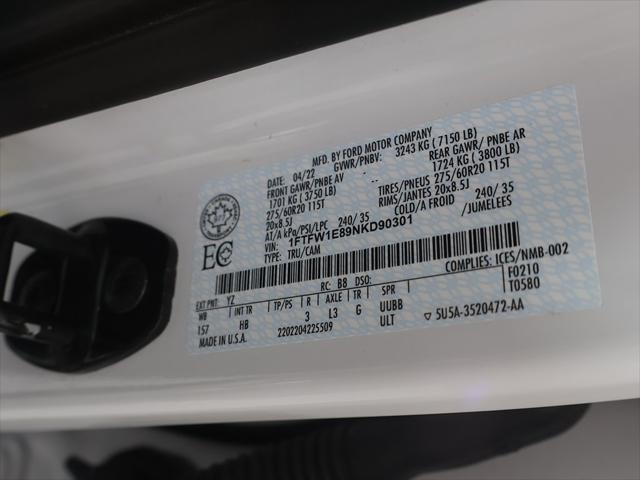 MFD. BY FORD MOTOR COMPANY
DATE: 04/22 GVWR/PNBV: 3243 KG ( 7150 LB)
FRONT GAWR/PNBE AV REAR GAWR/ PNBE AR
1701 KG ( 3750 LB) 1724 KG ( 3800 LB)
275/60R20 115T TIRES/PNEUS 275/60R20 115T
20x8.5J RIMS/JANTES 20x8.5J
AT/A kPa/PSI/LPC 240/ 35 COLD/A FROID 240/ 35
VIN: 1FTFW1E89NKD90301 /JUMELEES
TYPE: TRU/CAM
EC
COMPLIES: ICES/NMB-002
EXT PNT: YZ RC: B8 DSO: F0210
WB INT TR TP/PS R AXLE TR SPR T0580
157 HB 3 L3 G UUBB
MADE IN U.S.A. 2202204225509 ULT ▽ 5U5A-3520472-AA